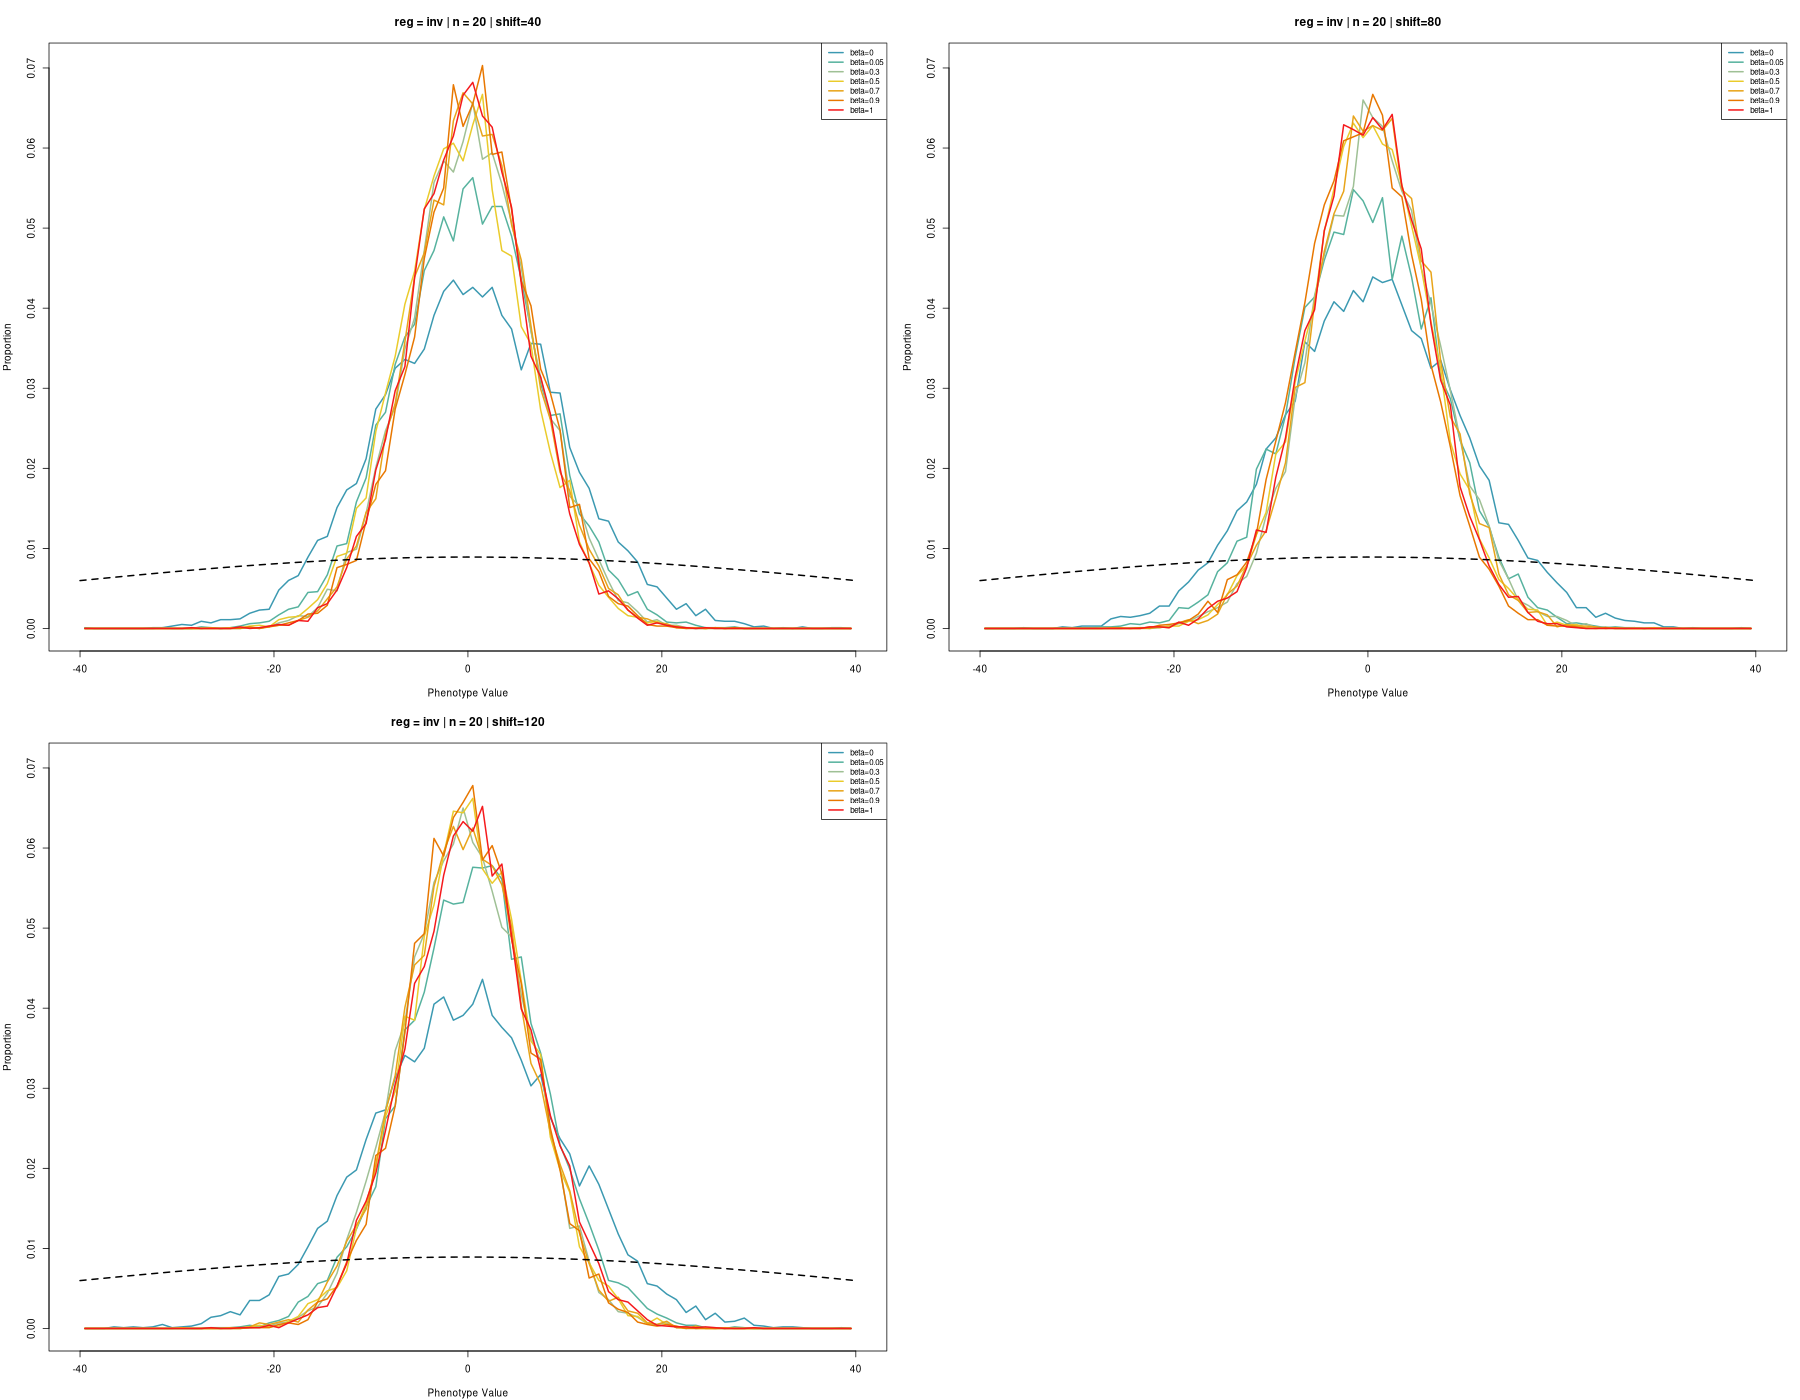 reg = inv | n = 20 | shift=40
beta=0
beta=0.05
beta=0.3
beta=0.5
beta=0.7
beta=0.9
beta=1
0.07
0.06
0.05
0.04
0.03
0.02
0.01
0.00
Proportion
-40 -20 0 20 40
Phenotype Value
reg = inv | n = 20 | shift=80
beta=0
beta=0.05
beta=0.3
beta=0.5
beta=0.7
beta=0.9
beta=1
0.07
0.06
0.05
0.04
0.03
0.02
0.01
0.00
Proportion
-40 -20 0 20 40
Phenotype Value
reg = inv | n = 20 | shift=120
beta=0
beta=0.05
beta=0.3
beta=0.5
beta=0.7
beta=0.9
beta=1
0.07
0.06
0.05
0.04
0.03
0.02
0.01
0.00
Proportion
-40 -20 0 20 40
Phenotype Value